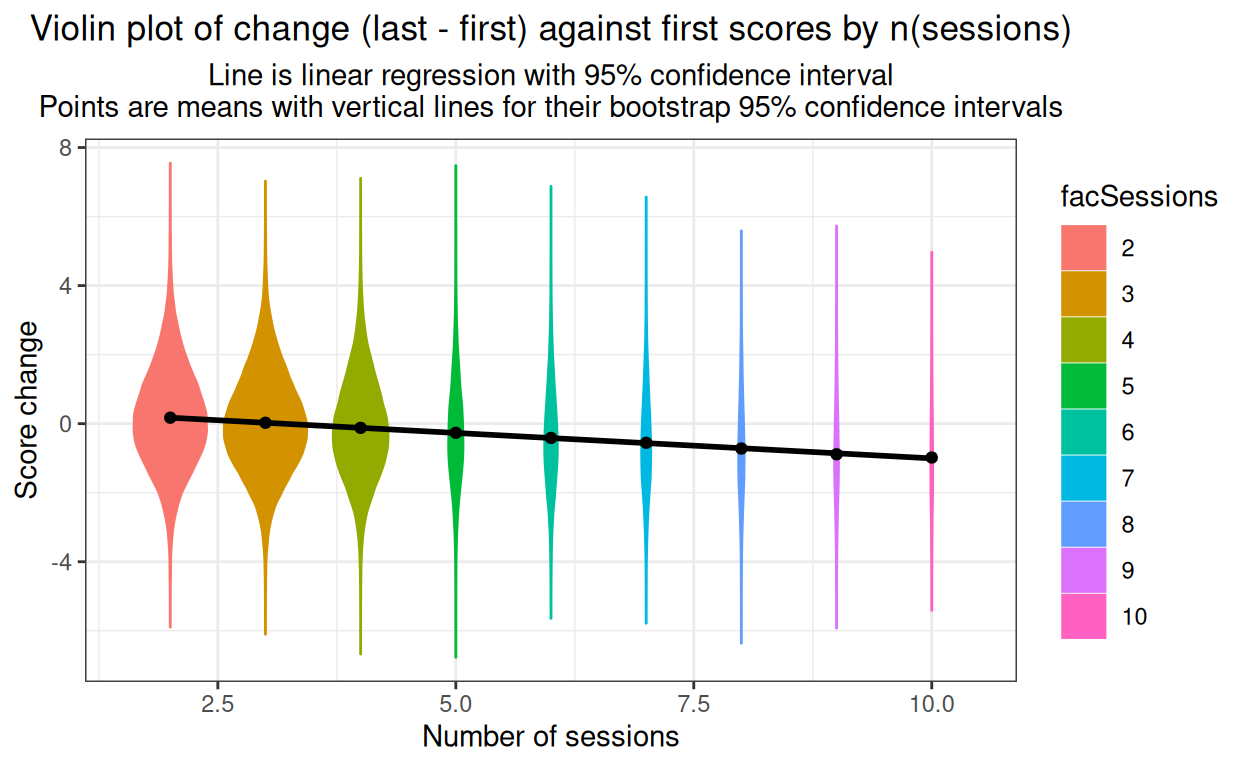 Violin plot of change (last - first) against first scores by n(sessions)
Line is linear regression with 95% confidence interval
Points are means with vertical lines for their bootstrap 95% confidence intervals
8
4
0
-4
Score change
2.5
5.0
7.5
10.0
Number of sessions
facSessions
2
3
4
5
6
7
8
9
10